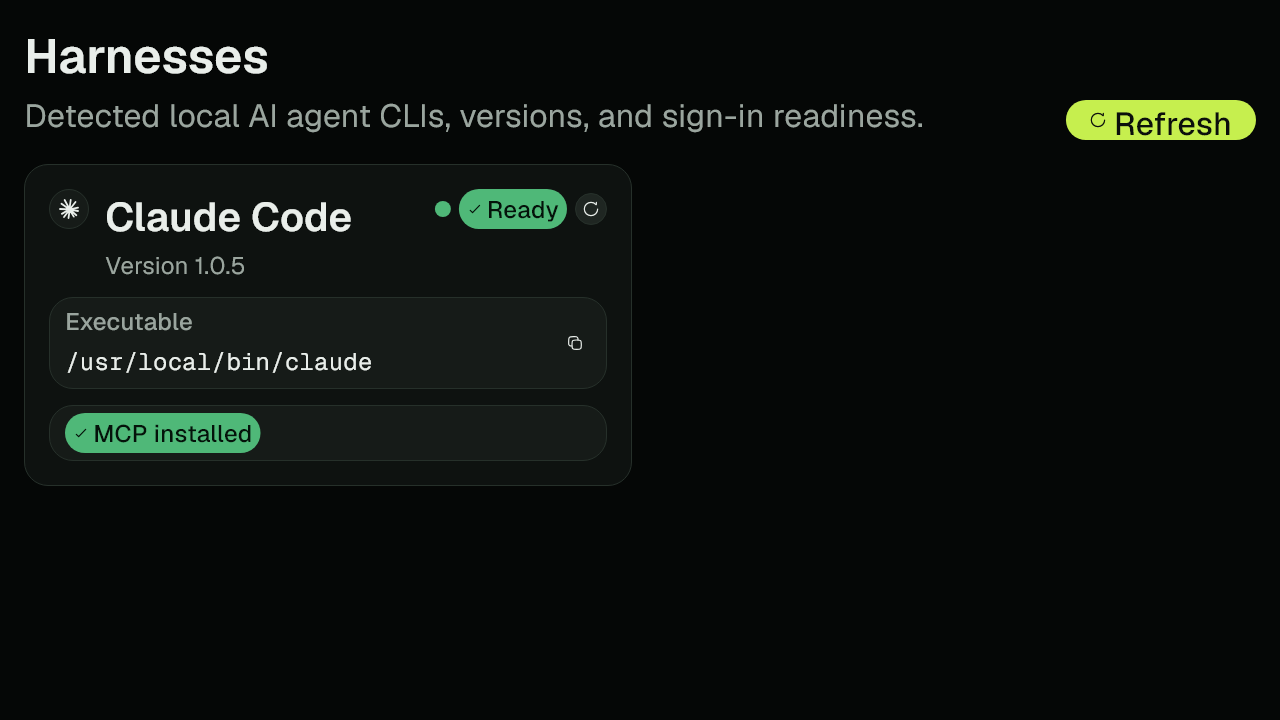 Harnesses
Detected local AI agent CLIs, versions, and sign-in readiness.
Refresh
Claude Code
Ready
Version 1.0.5
Executable
/usr/local/bin/claude
MCP installed